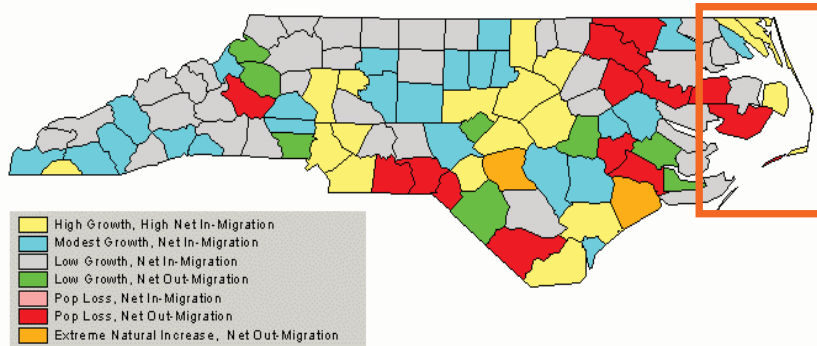 High Growth, High Net In-Migration
Modest Growth, Net In-Migration
Low Growth, Net In-Migration
Low Growth, Net Out-Migration
Pop Loss, Net In-Migration
Pop Loss, Net Out-Migration
Extreme Natural Increase, Net Out-Migration